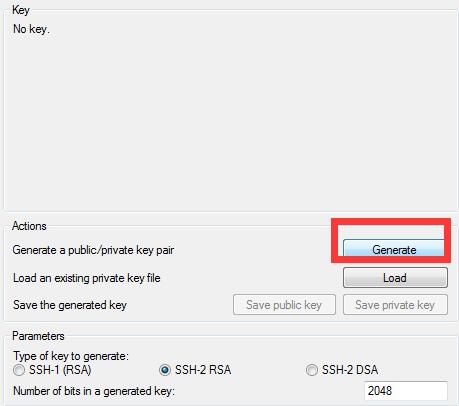 Key
No key.
Actions
Generate a public/private key pair
Generate
Load an existing private key file
Load
Save the generated key
Save public key
Save private key
Parameters
Type of key to generate:
SSH-1 (RSA)
SSH-2 RSA
SSH-2 DSA
Number of bits in a generated key:
2048